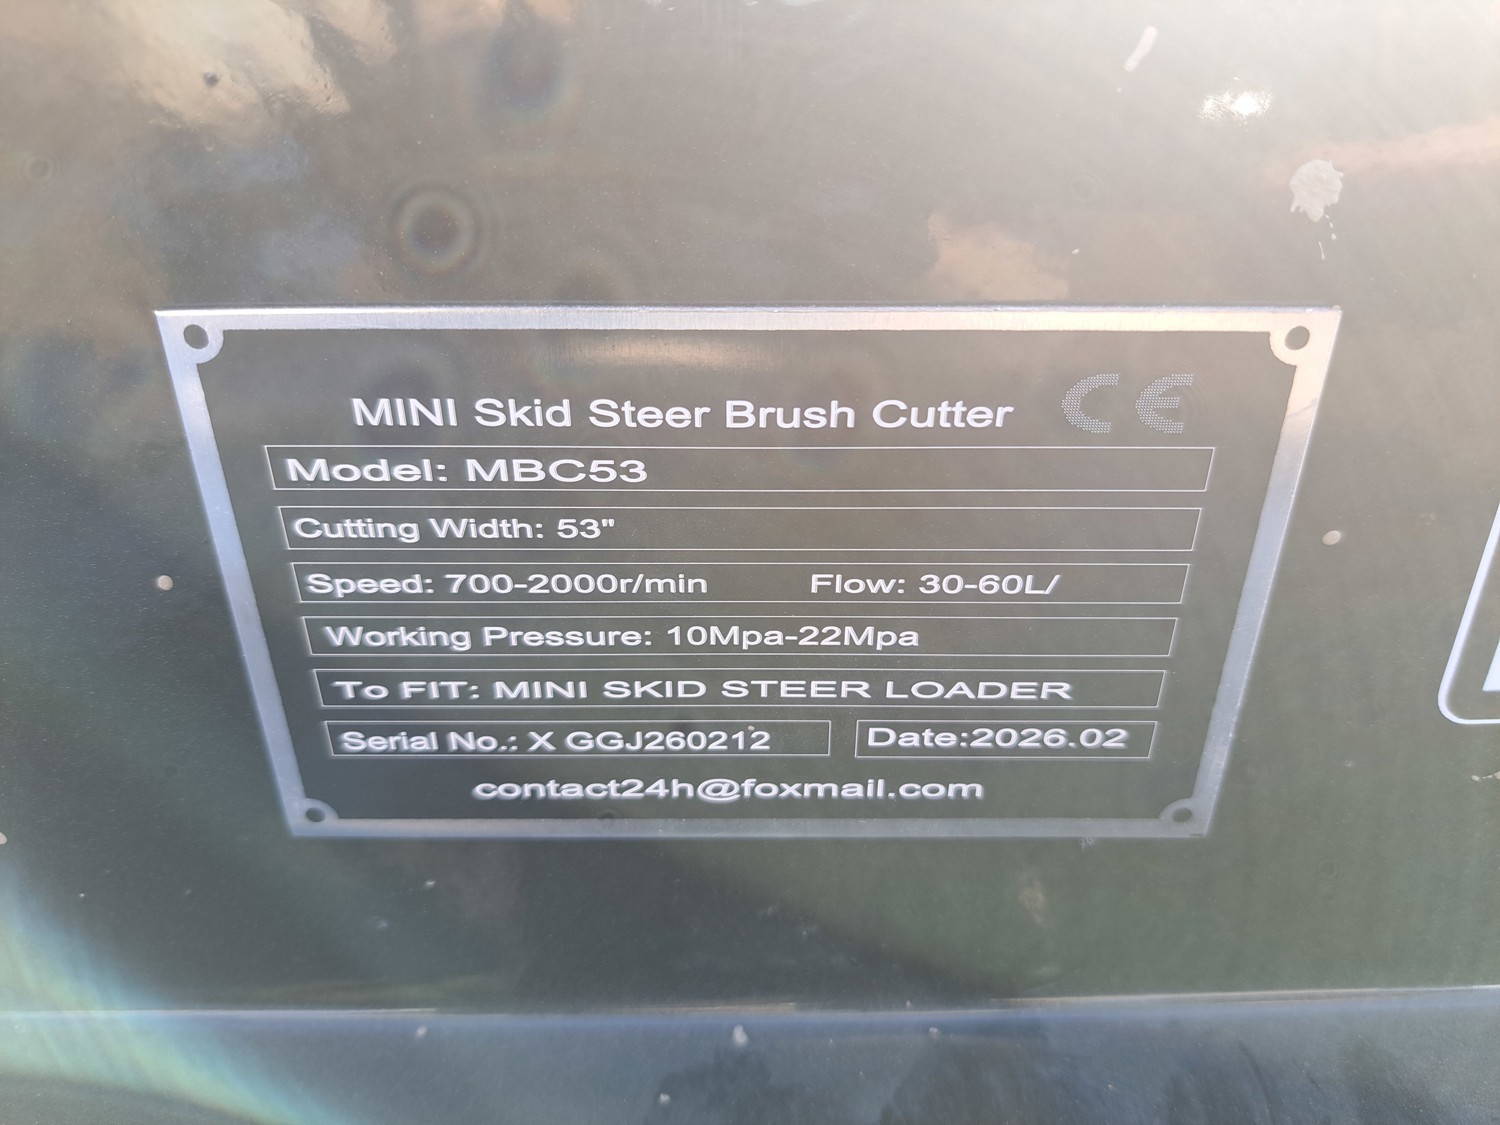 MINI Skid Steer Brush Cutter CE
Model: MBC53
Cutting Width: 53"
Speed: 700-2000r/min Flow: 30-60L/
Working Pressure: 10Mpa-22Mpa
To FIT: MINI SKID STEER LOADER
Serial No.: X GGJ260212 Date:2026.02
contact24h@foxmail.com